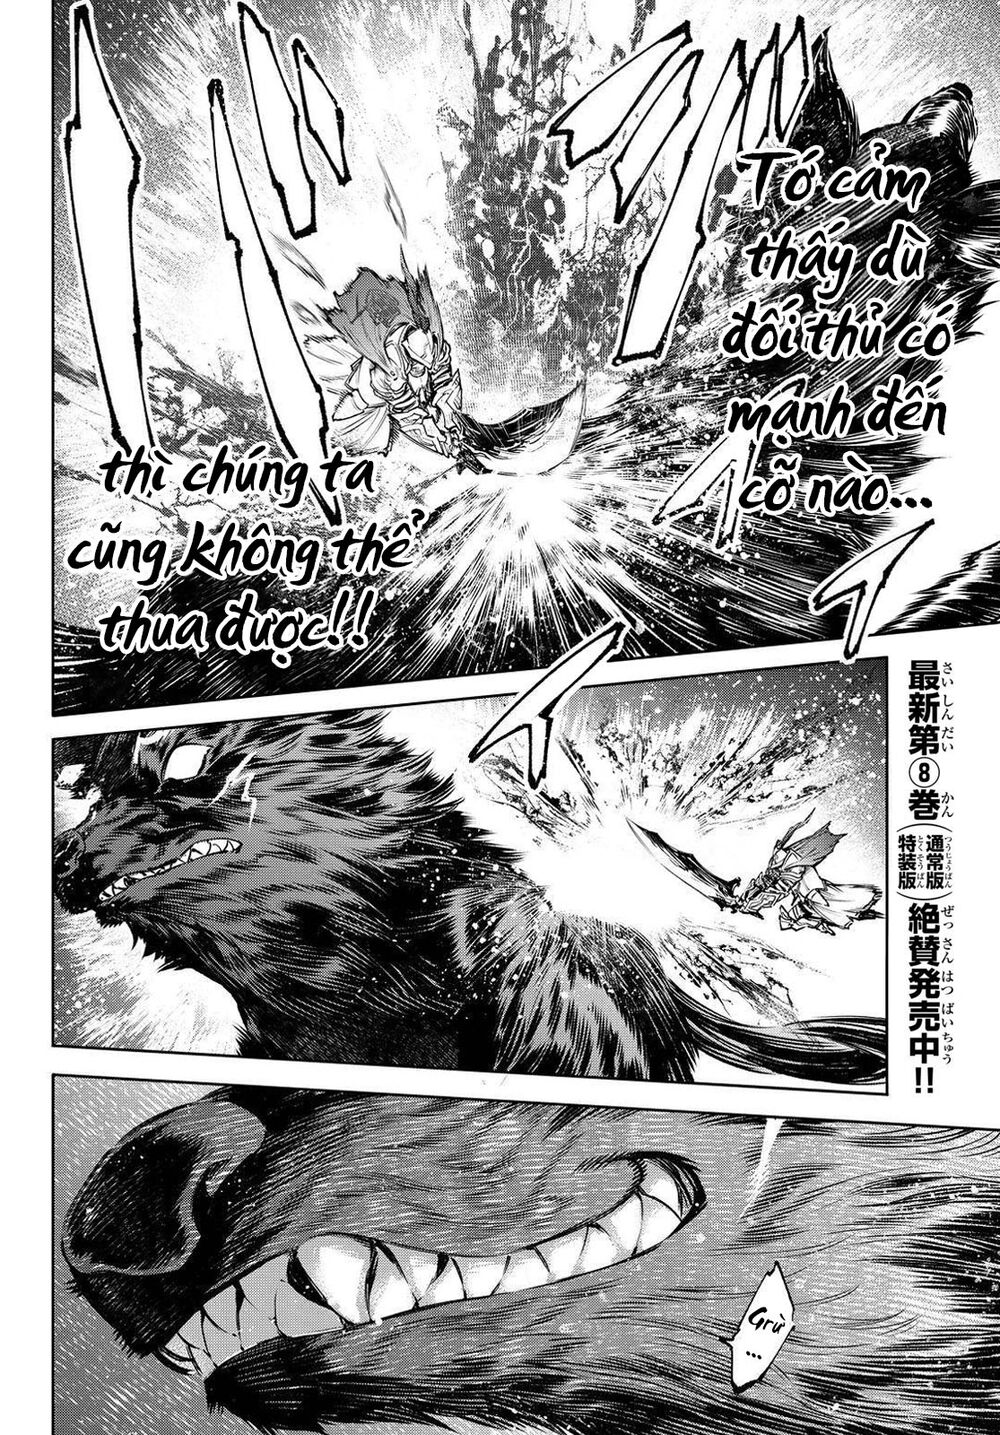 Tớ cảm
thấy dù
đối thủ có
mạnh đến
cỡ nào...
thì chúng ta
cũng không thể
thua được!!
最新第⑧巻(通常版 特装版)絶賛発売中!!
さいしんだい かん つうじょうばん とくそうばん ぜっさんはつばいちゅう
Grừ
...